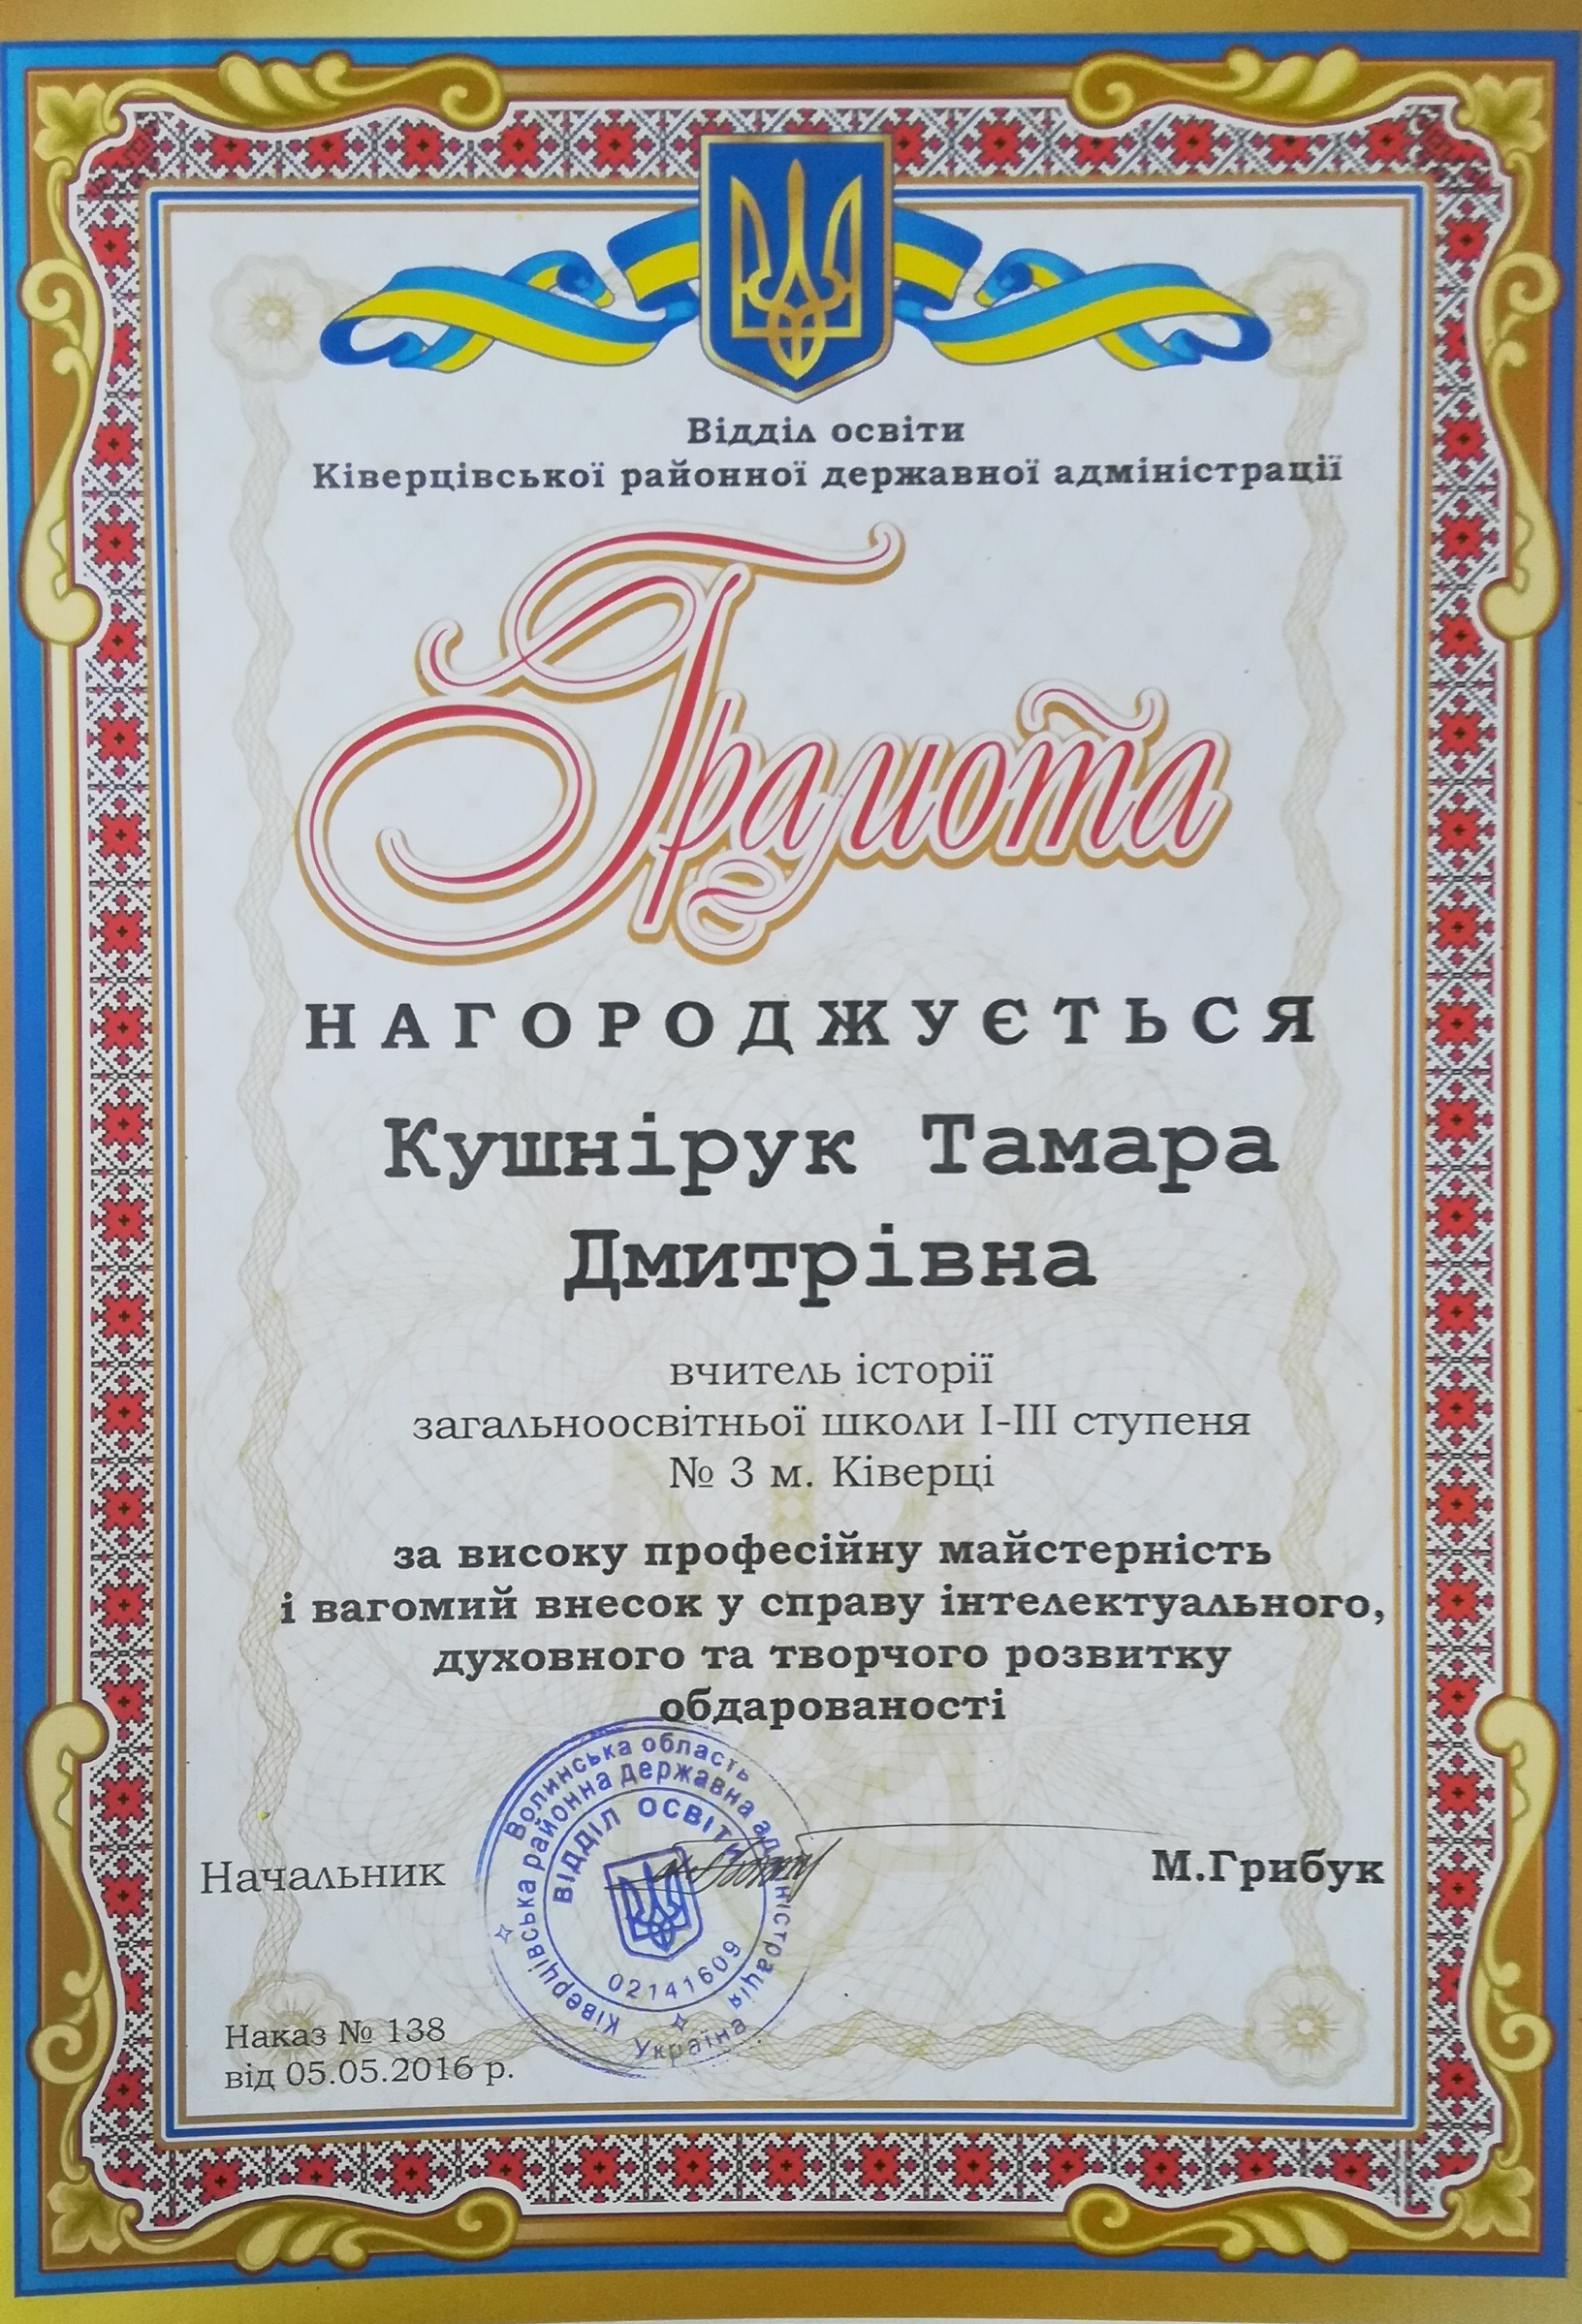 Відділ освіти
Ківерцівської районної державної адміністрації
Грамота
НАГОРОДЖУЄТЬСЯ
Кушнірук Тамара
Дмитрівна
вчитель історії
загальноосвітньої школи І-ІІІ ступеня
№ 3 м. Ківерці
за високу професійну майстерність
і вагомий внесок у справу інтелектуального,
духовного та творчого розвитку
обдарованості
Волинська область
Ківерцівська районна державна адміністрація
ВІДДІЛ ОСВІТИ
02141609
Україна
Начальник
М.Грибук
Наказ № 138
від 05.05.2016 р.